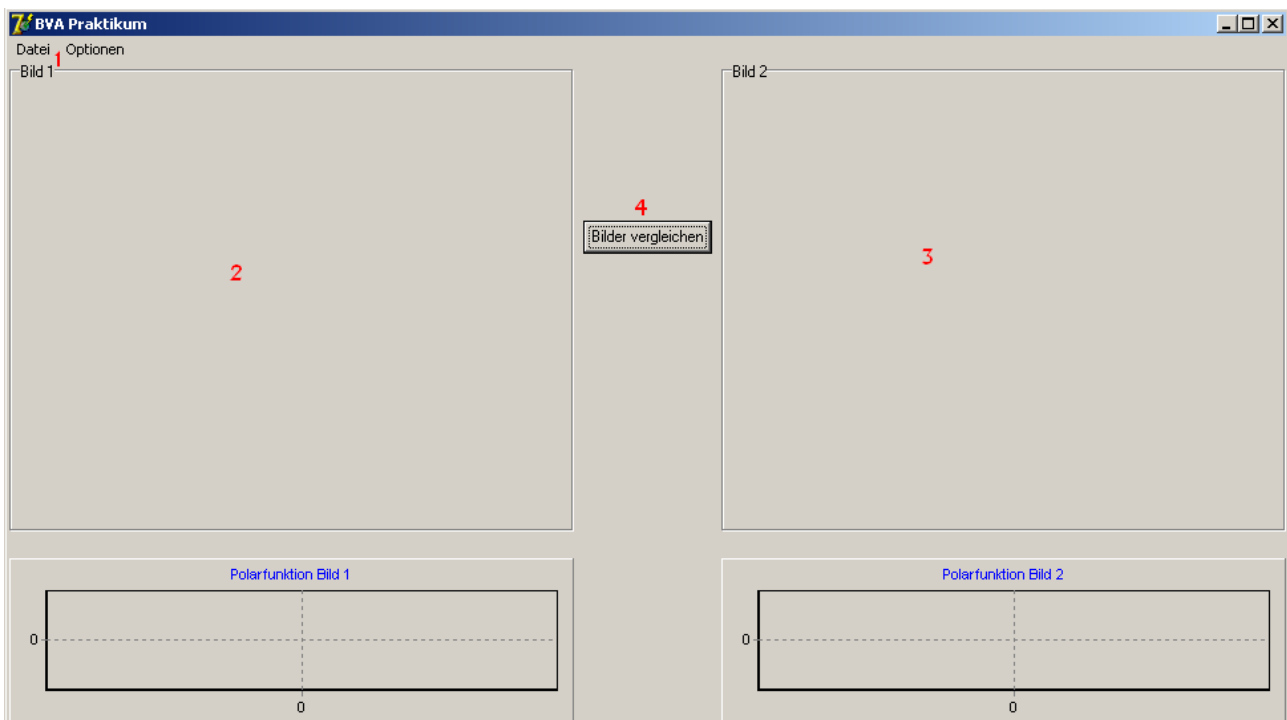 BVA Praktikum
Datei Optionen
1
Bild 1
Bild 2
4
Bilder vergleichen
2
3
Polarfunktion Bild 1
Polarfunktion Bild 2
0
0
0
0